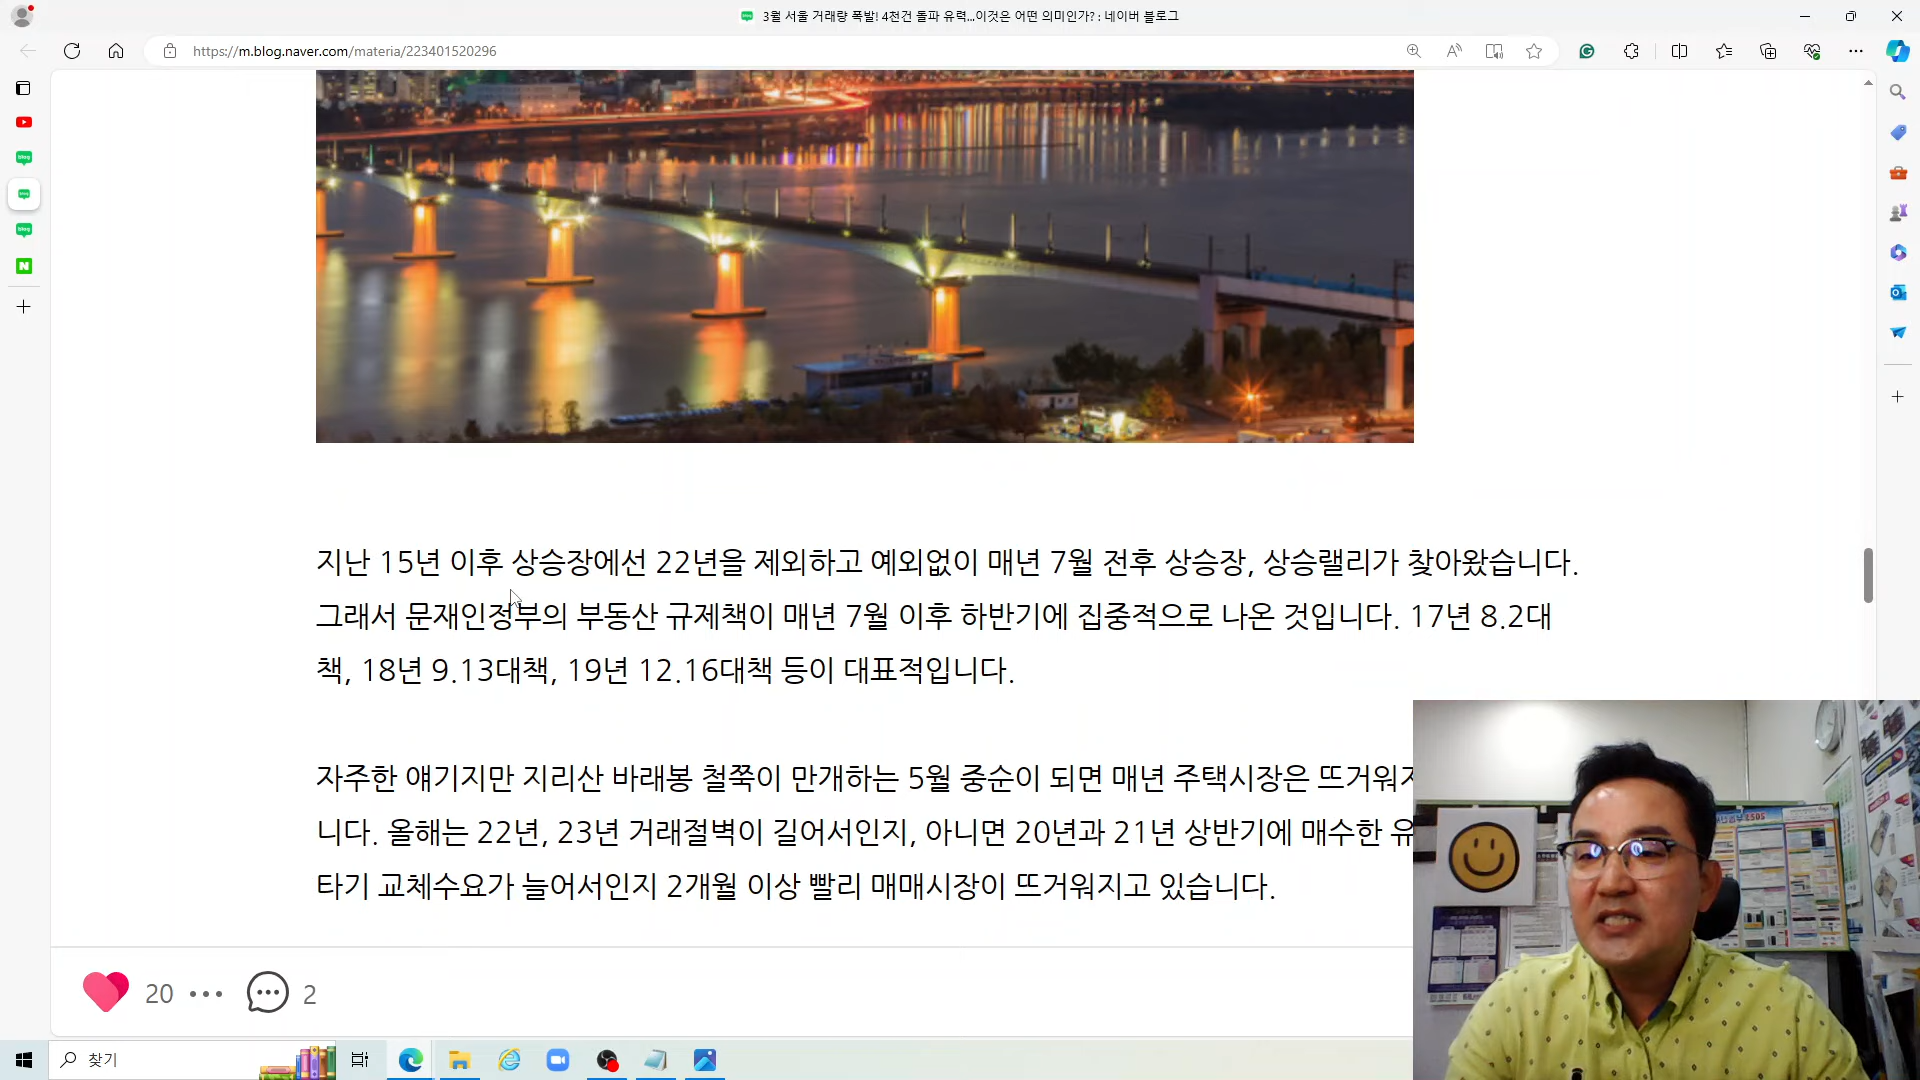 3월 서울 거래량 폭발! 4천건 돌파 유력...이것은 어떤 의미인가? : 네이버 블로그
https://m.blog.naver.com/materia/223401520296
지난 15년 이후 상승장에선 22년을 제외하고 예외없이 매년 7월 전후 상승장, 상승랠리가 찾아왔습니다.
그래서 문재인정부의 부동산 규제책이 매년 7월 이후 하반기에 집중적으로 나온 것입니다. 17년 8.2대
책, 18년 9.13대책, 19년 12.16대책 등이 대표적입니다.
자주한 얘기지만 지리산 바래봉 철쭉이 만개하는 5월 중순이 되면 매년 주택시장은 뜨거워지
니다. 올해는 22년, 23년 거래절벽이 길어서인지, 아니면 20년과 21년 상반기에 매수한 유
타기 교체수요가 늘어서인지 2개월 이상 빨리 매매시장이 뜨거워지고 있습니다.
20 ••• 2
찾기